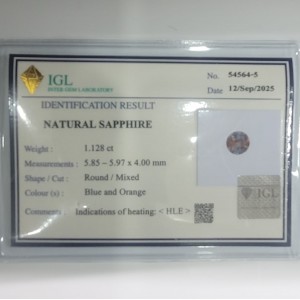 IGL
INTER GEM LABORATORY
No. 54564-5
Date 12/Sep/2025
IDENTIFICATION RESULT
NATURAL SAPPHIRE
Weight : 1.128 ct
Measurements : 5.85 – 5.97 x 4.00 mm
Shape / Cut : Round / Mixed
Colour (s) : Blue and Orange
Comments : Indications of heating: < HLE >
IGL